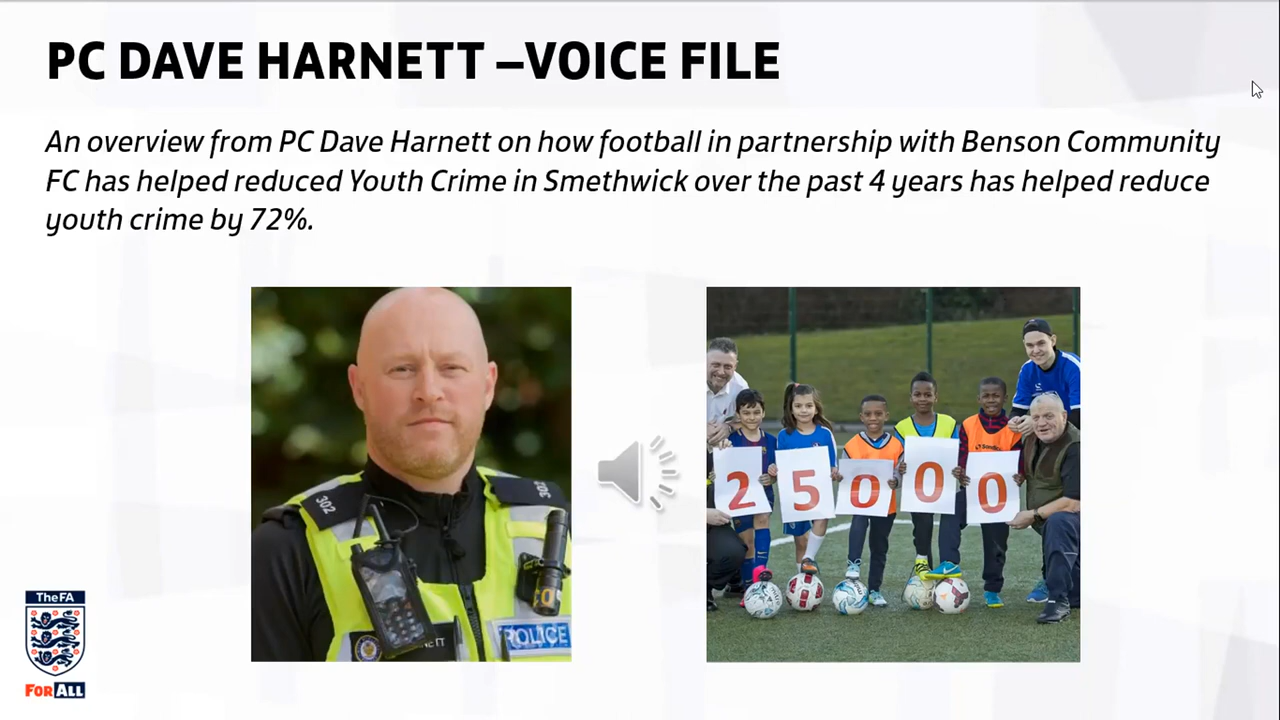 PC DAVE HARNETT –VOICE FILE
An overview from PC Dave Harnett on how football in partnership with Benson Community
FC has helped reduced Youth Crime in Smethwick over the past 4 years has helped reduce
youth crime by 72%.
302
302
POLICE
2 5 0 0 0
The FA
FOR ALL